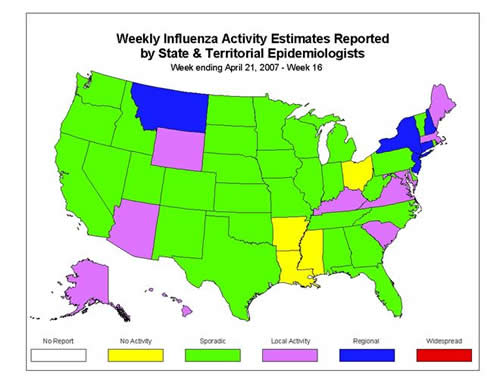 Weekly Influenza Activity Estimates Reported
by State & Territorial Epidemiologists
Week ending April 21, 2007 - Week 16
No Report No Activity Sporadic Local Activity Regional Widespread